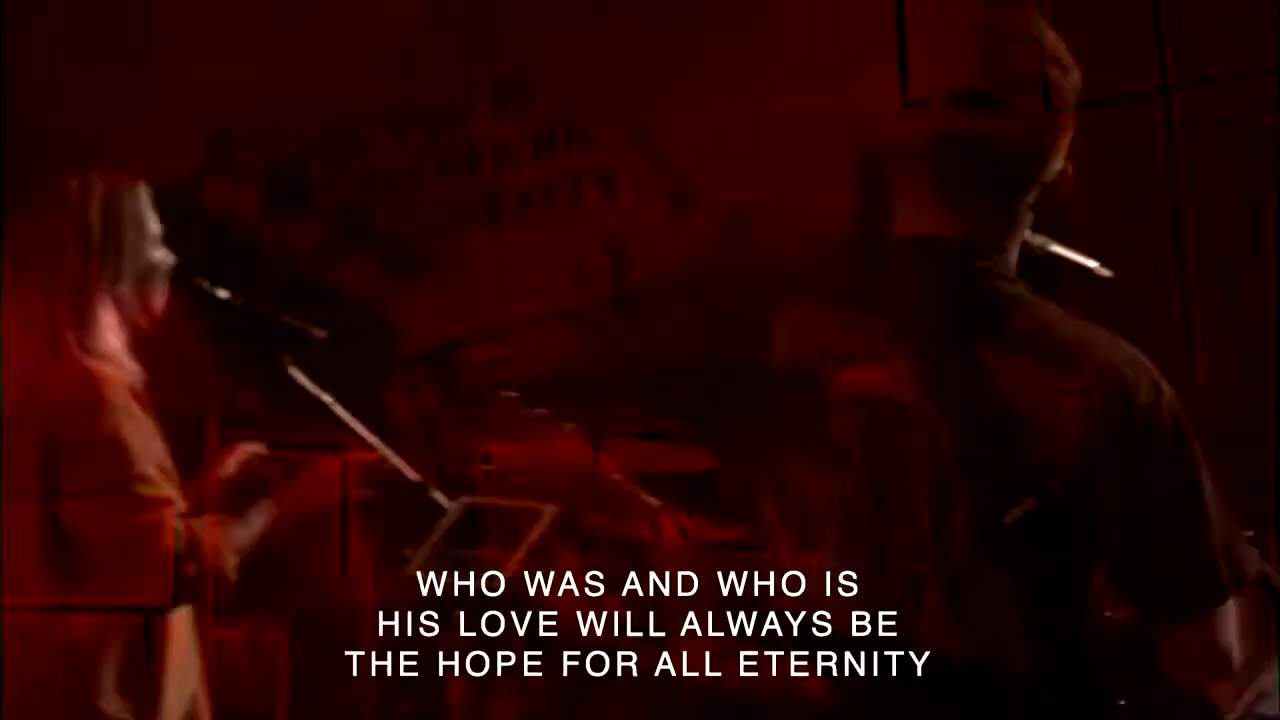 WHO WAS AND WHO IS
HIS LOVE WILL ALWAYS BE
THE HOPE FOR ALL ETERNITY